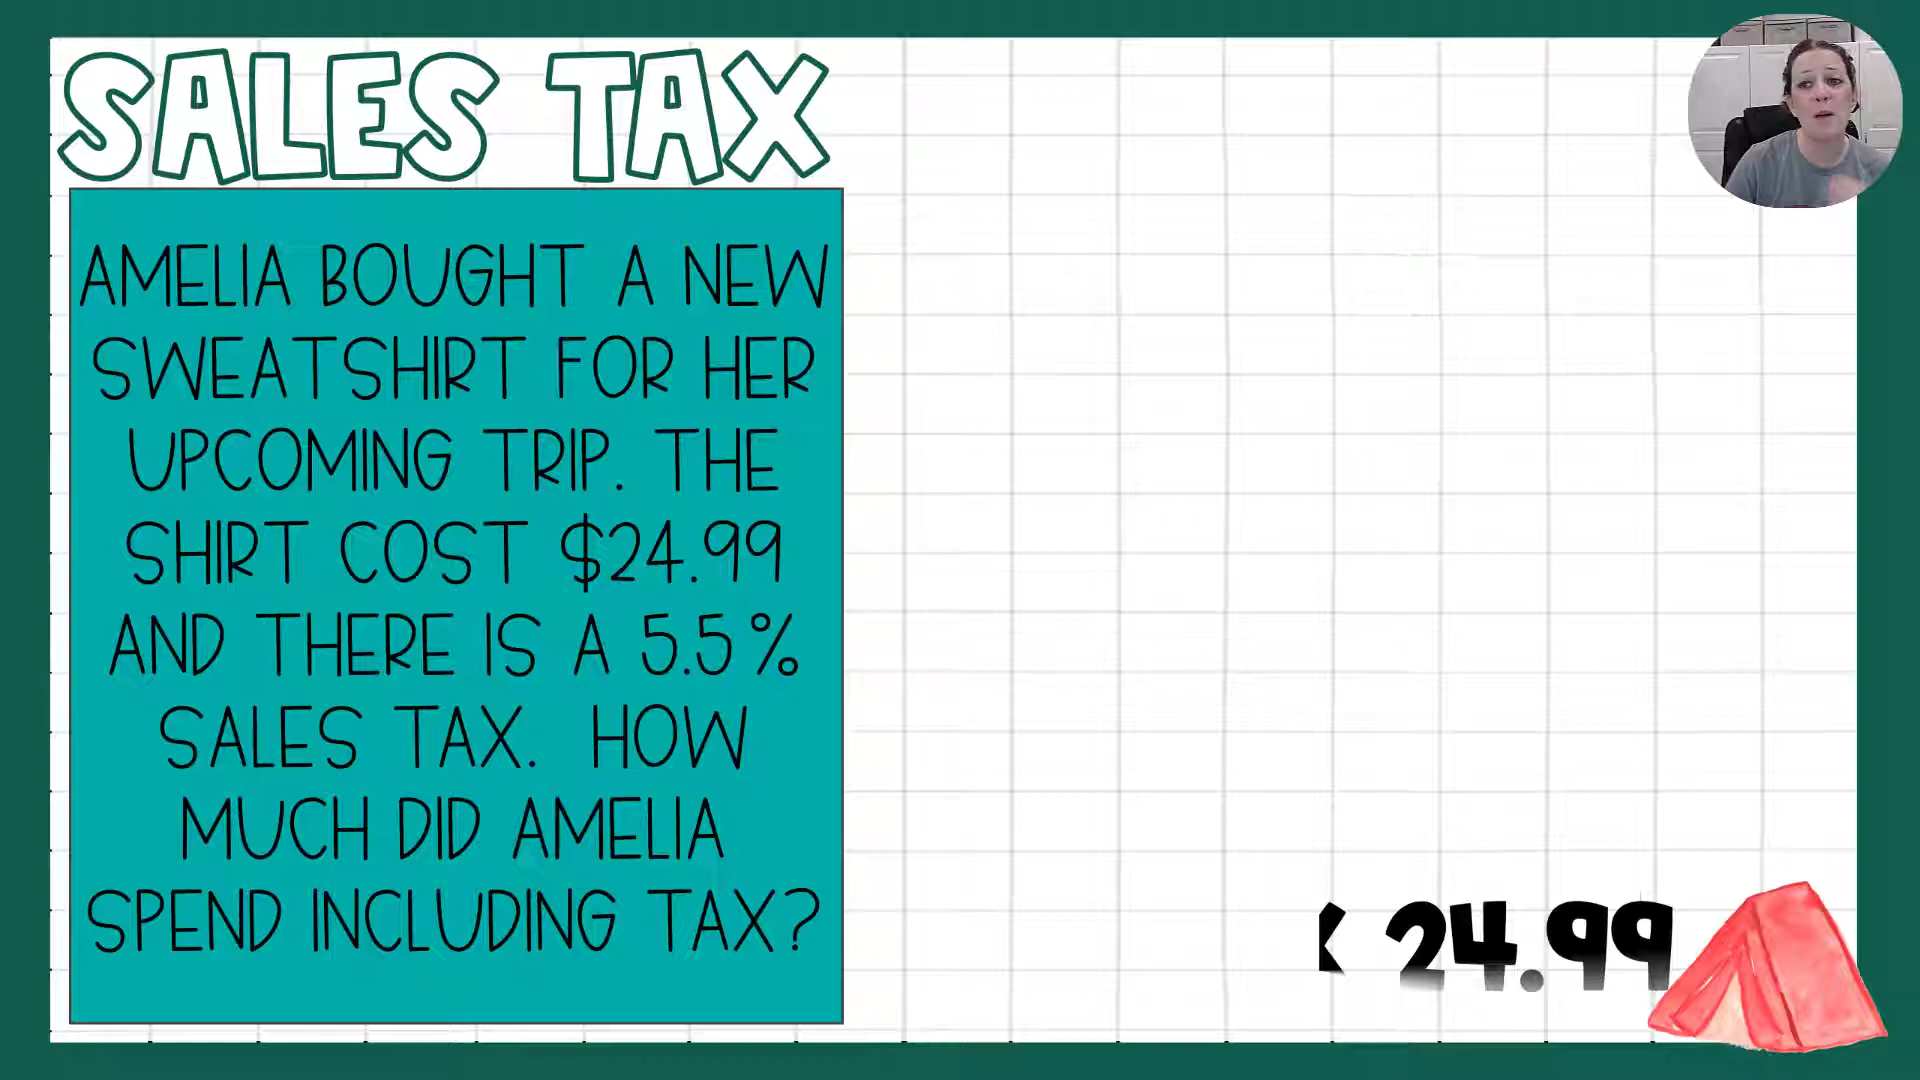 SALES TAX
AMELIA BOUGHT A NEW
SWEATSHIRT FOR HER
UPCOMING TRIP. THE
SHIRT COST $24.99
AND THERE IS A 5.5%
SALES TAX. HOW
MUCH DID AMELIA
SPEND INCLUDING TAX?
24.99